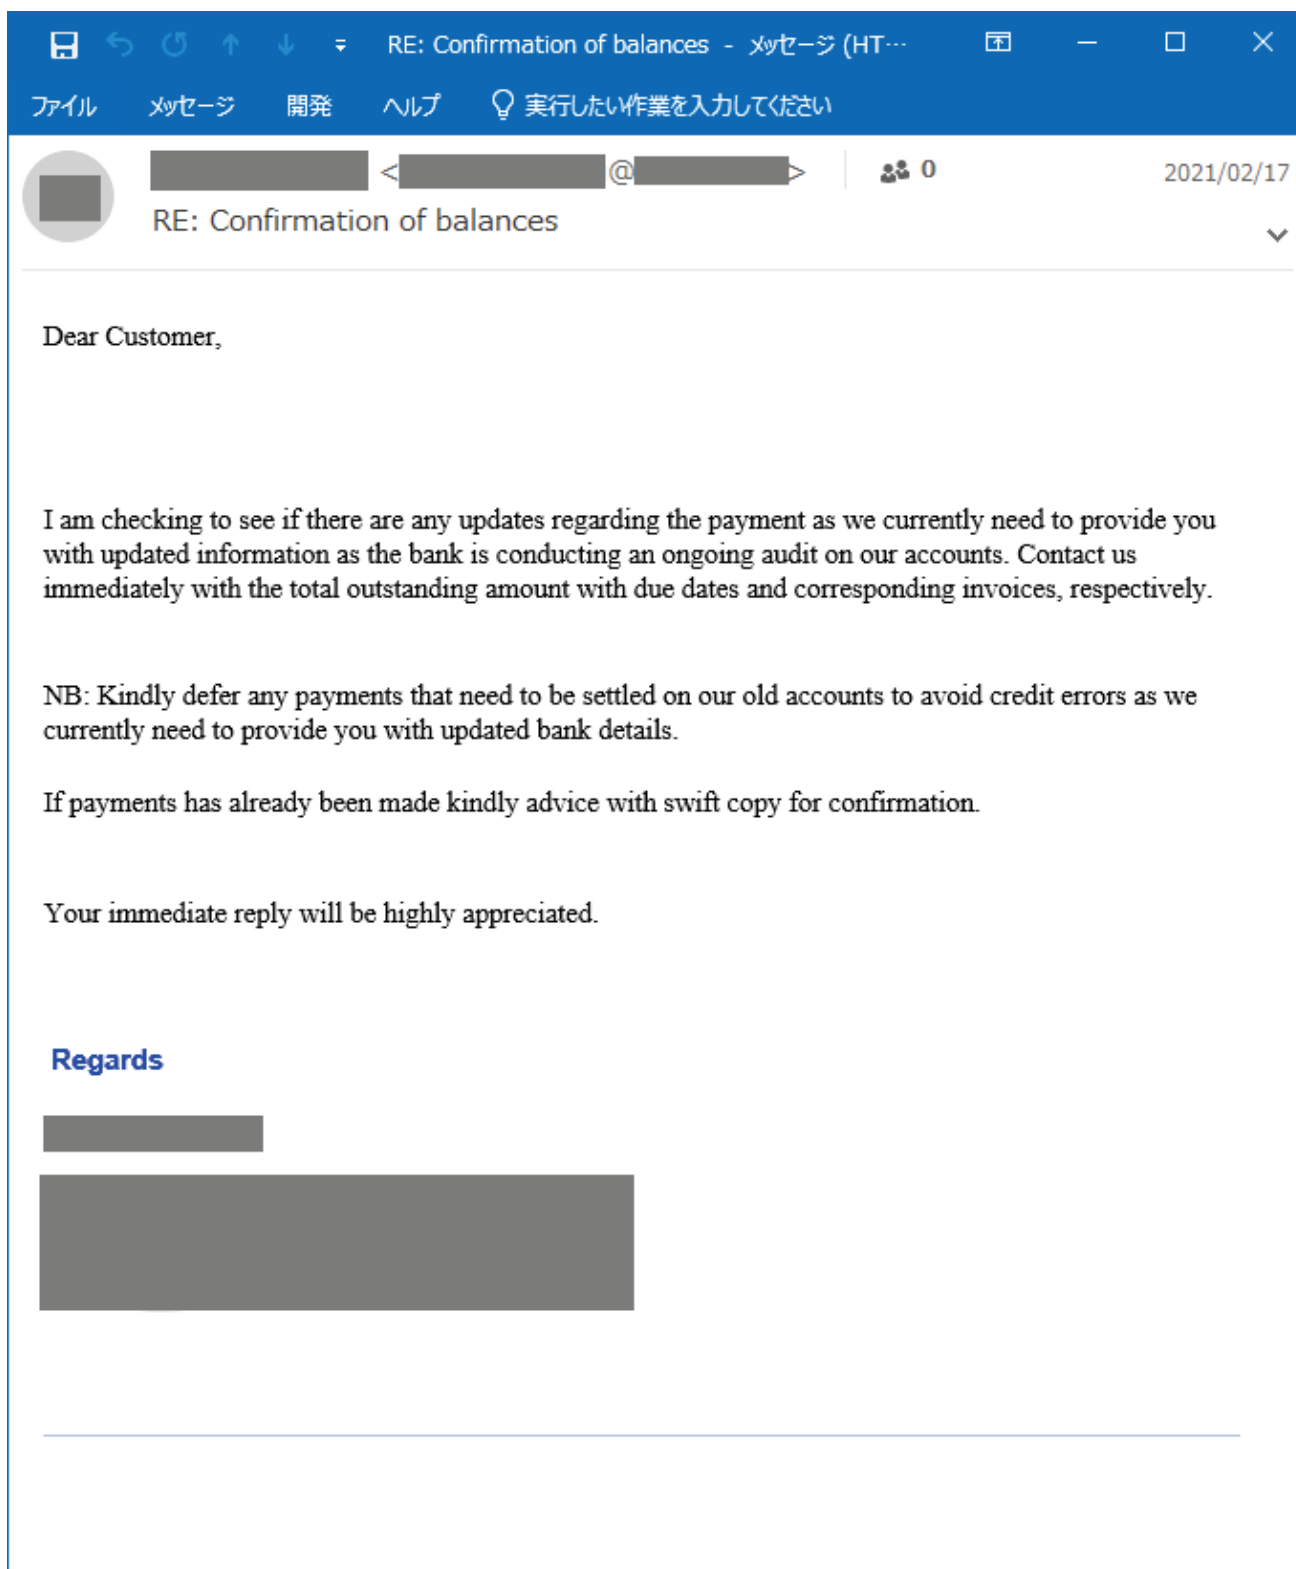 RE: Confirmation of balances - メッセージ (HT…
ファイル メッセージ 開発 ヘルプ 実行したい作業を入力してください
<@> 0 2021/02/17
RE: Confirmation of balances
Dear Customer,
I am checking to see if there are any updates regarding the payment as we currently need to provide you
with updated information as the bank is conducting an ongoing audit on our accounts. Contact us
immediately with the total outstanding amount with due dates and corresponding invoices, respectively.
NB: Kindly defer any payments that need to be settled on our old accounts to avoid credit errors as we
currently need to provide you with updated bank details.
If payments has already been made kindly advice with swift copy for confirmation.
Your immediate reply will be highly appreciated.
Regards